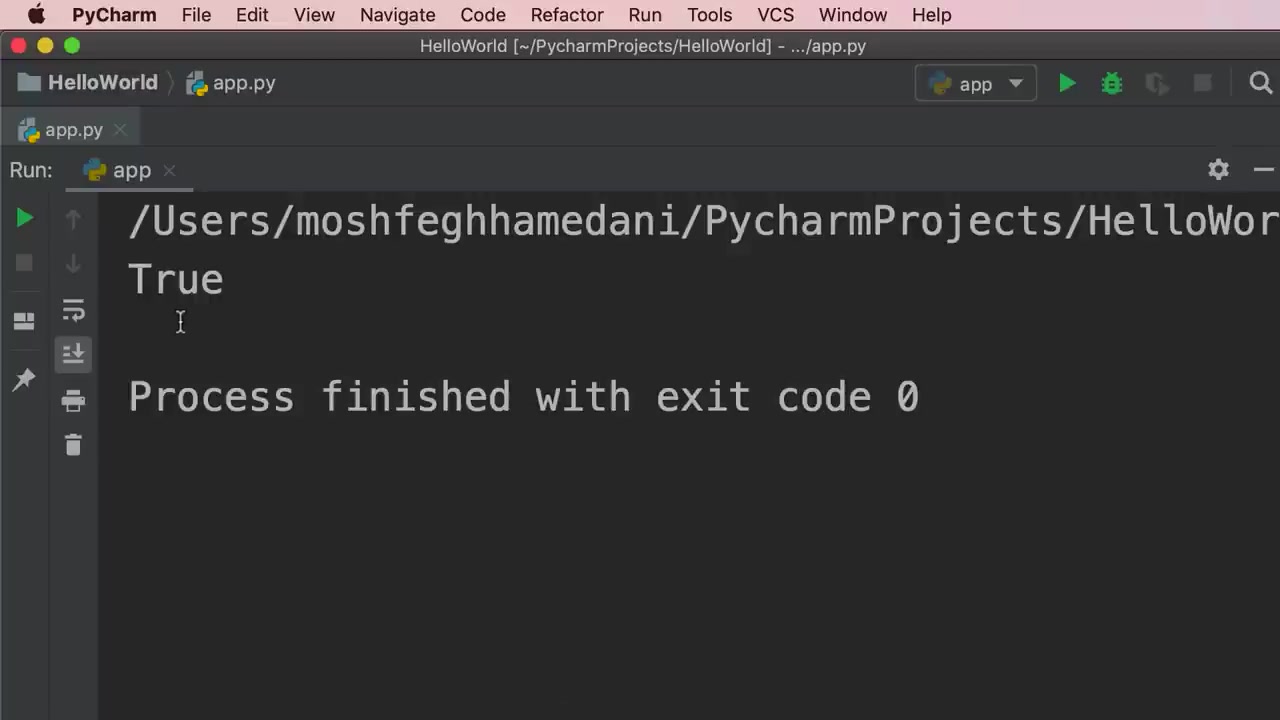 PyCharm File Edit View Navigate Code Refactor Run Tools VCS Window Help
HelloWorld [~/PycharmProjects/HelloWorld] - .../app.py
HelloWorld app.py app
app.py
Run: app
/Users/moshfeghhamedani/PycharmProjects/HelloWor
True
Process finished with exit code 0